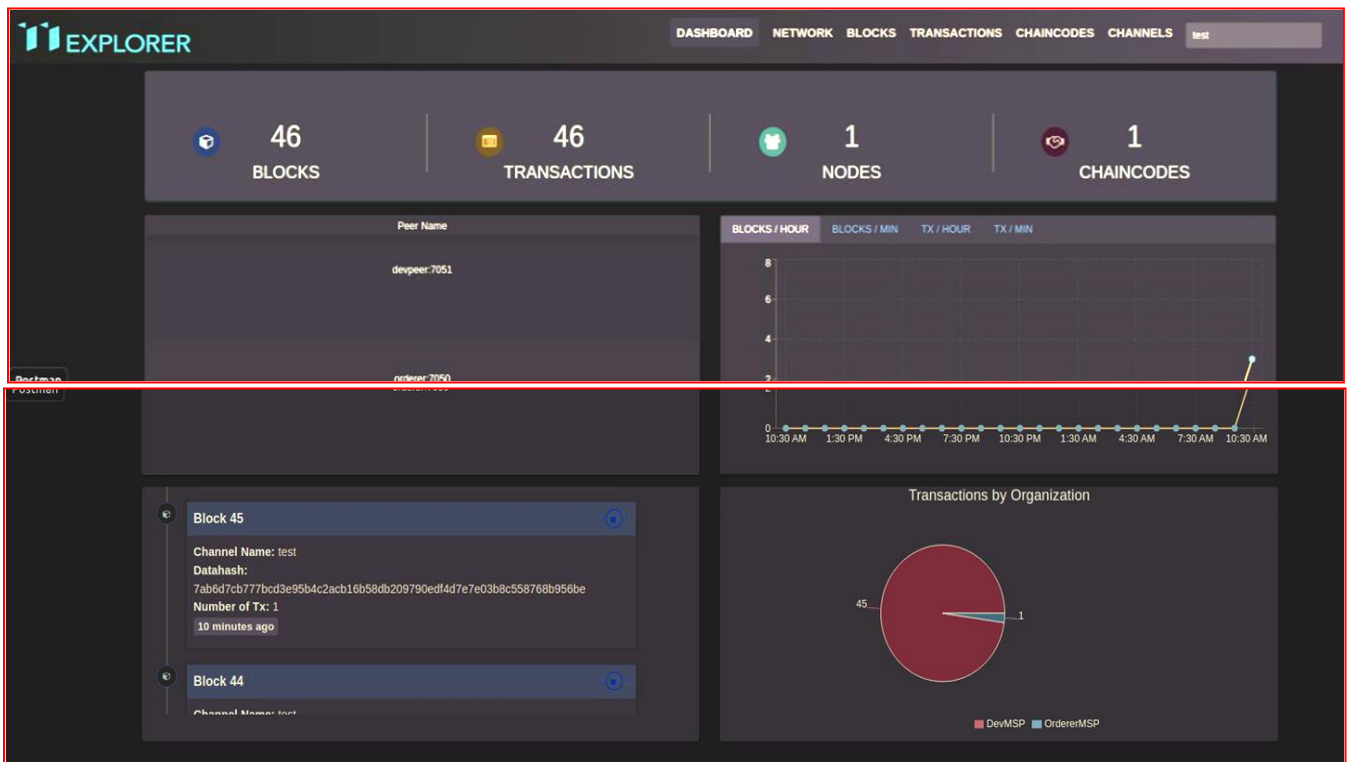 EXPLORER
DASHBOARD NETWORK BLOCKS TRANSACTIONS CHAINCODES CHANNELS test
46 46 1 1
BLOCKS TRANSACTIONS NODES CHAINCODES
Peer Name
devpeer:7051
orderer:7050
BLOCKS / HOUR BLOCKS / MIN TX / HOUR TX / MIN
8
6
4
2
0
10:30 AM 1:30 PM 4:30 PM 7:30 PM 10:30 PM 1:30 AM 4:30 AM 7:30 AM 10:30 AM
Postman
Postman
Block 45
Channel Name: test
Datahash:
7ab6d7cb777bcd3e95b4c2acb16b58db209790edf4d7e7e03b8c558768b956be
Number of Tx: 1
10 minutes ago
Block 44
Channel Name: test
Transactions by Organization
45
1
DevMSP OrdererMSP